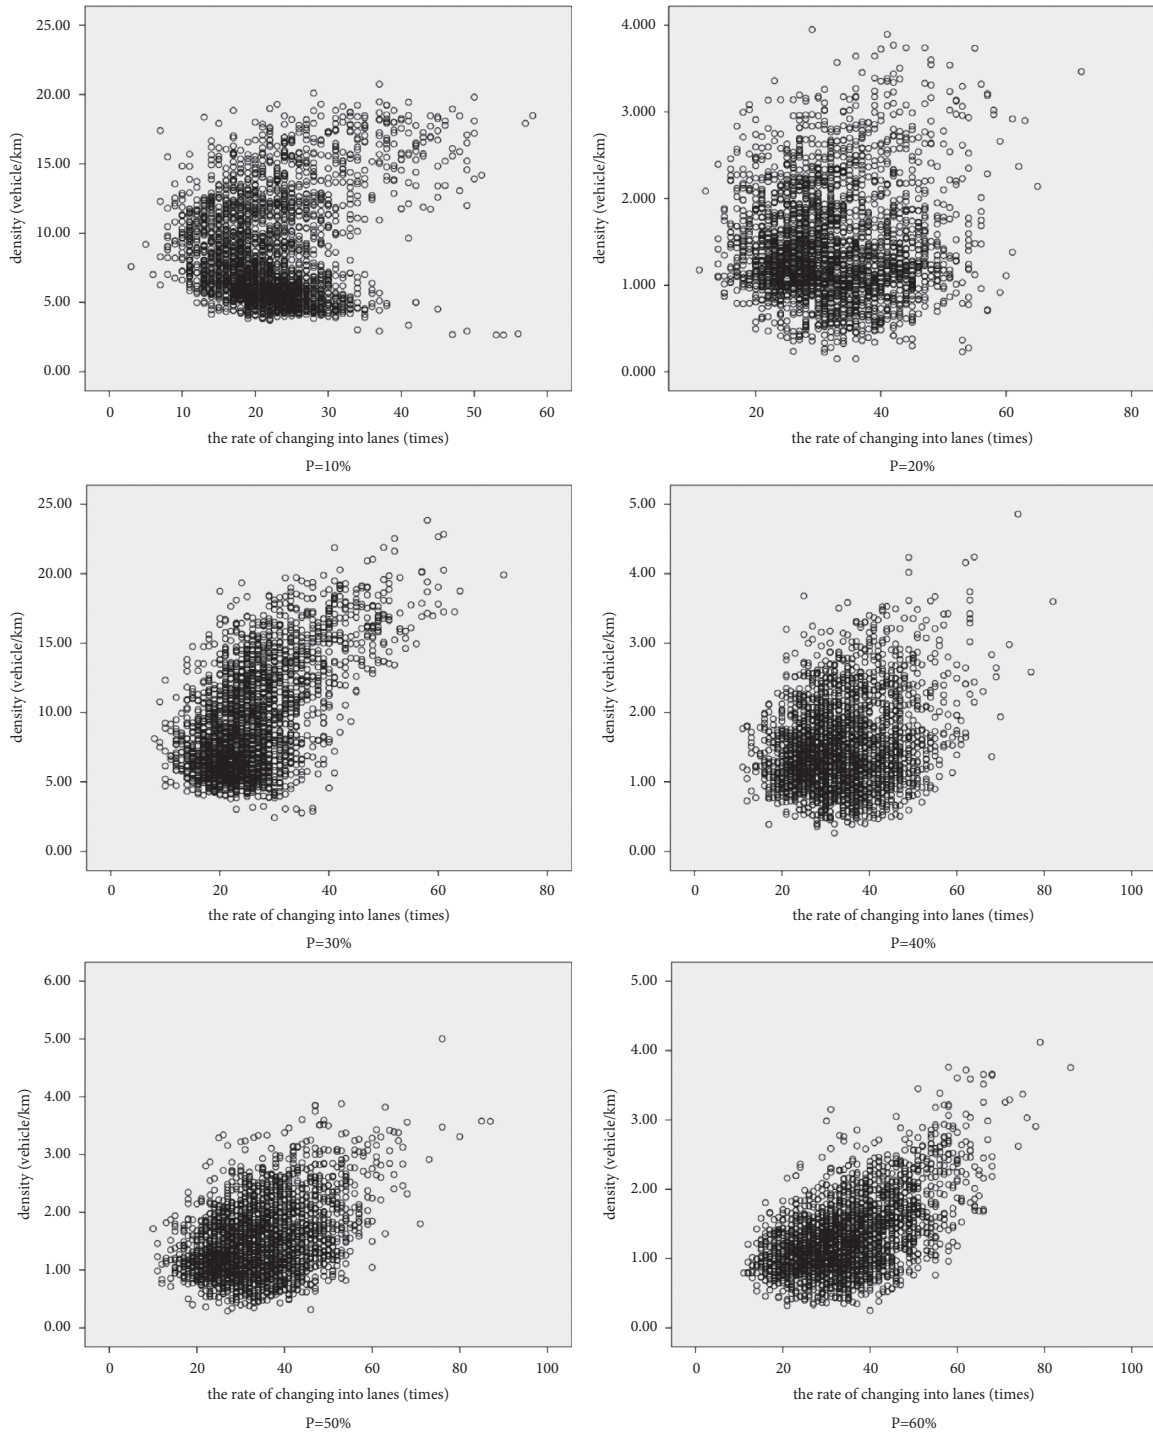 25.00
20.00
15.00
10.00
5.00
0.00
density (vehicle/km)
0 10 20 30 40 50 60
the rate of changing into lanes (times)
P=10%
4.000
3.000
2.000
1.000
0.000
density (vehicle/km)
20 40 60 80
the rate of changing into lanes (times)
P=20%
25.00
20.00
15.00
10.00
5.00
0.00
density (vehicle/km)
0 20 40 60 80
the rate of changing into lanes (times)
P=30%
5.00
4.00
3.00
2.00
1.00
0.00
density (vehicle/km)
0 20 40 60 80 100
the rate of changing into lanes (times)
P=40%
6.00
5.00
4.00
3.00
2.00
1.00
0.00
density (vehicle/km)
0 20 40 60 80 100
the rate of changing into lanes (times)
P=50%
5.00
4.00
3.00
2.00
1.00
0.00
density (vehicle/km)
0 20 40 60 80 100
the rate of changing into lanes (times)
P=60%